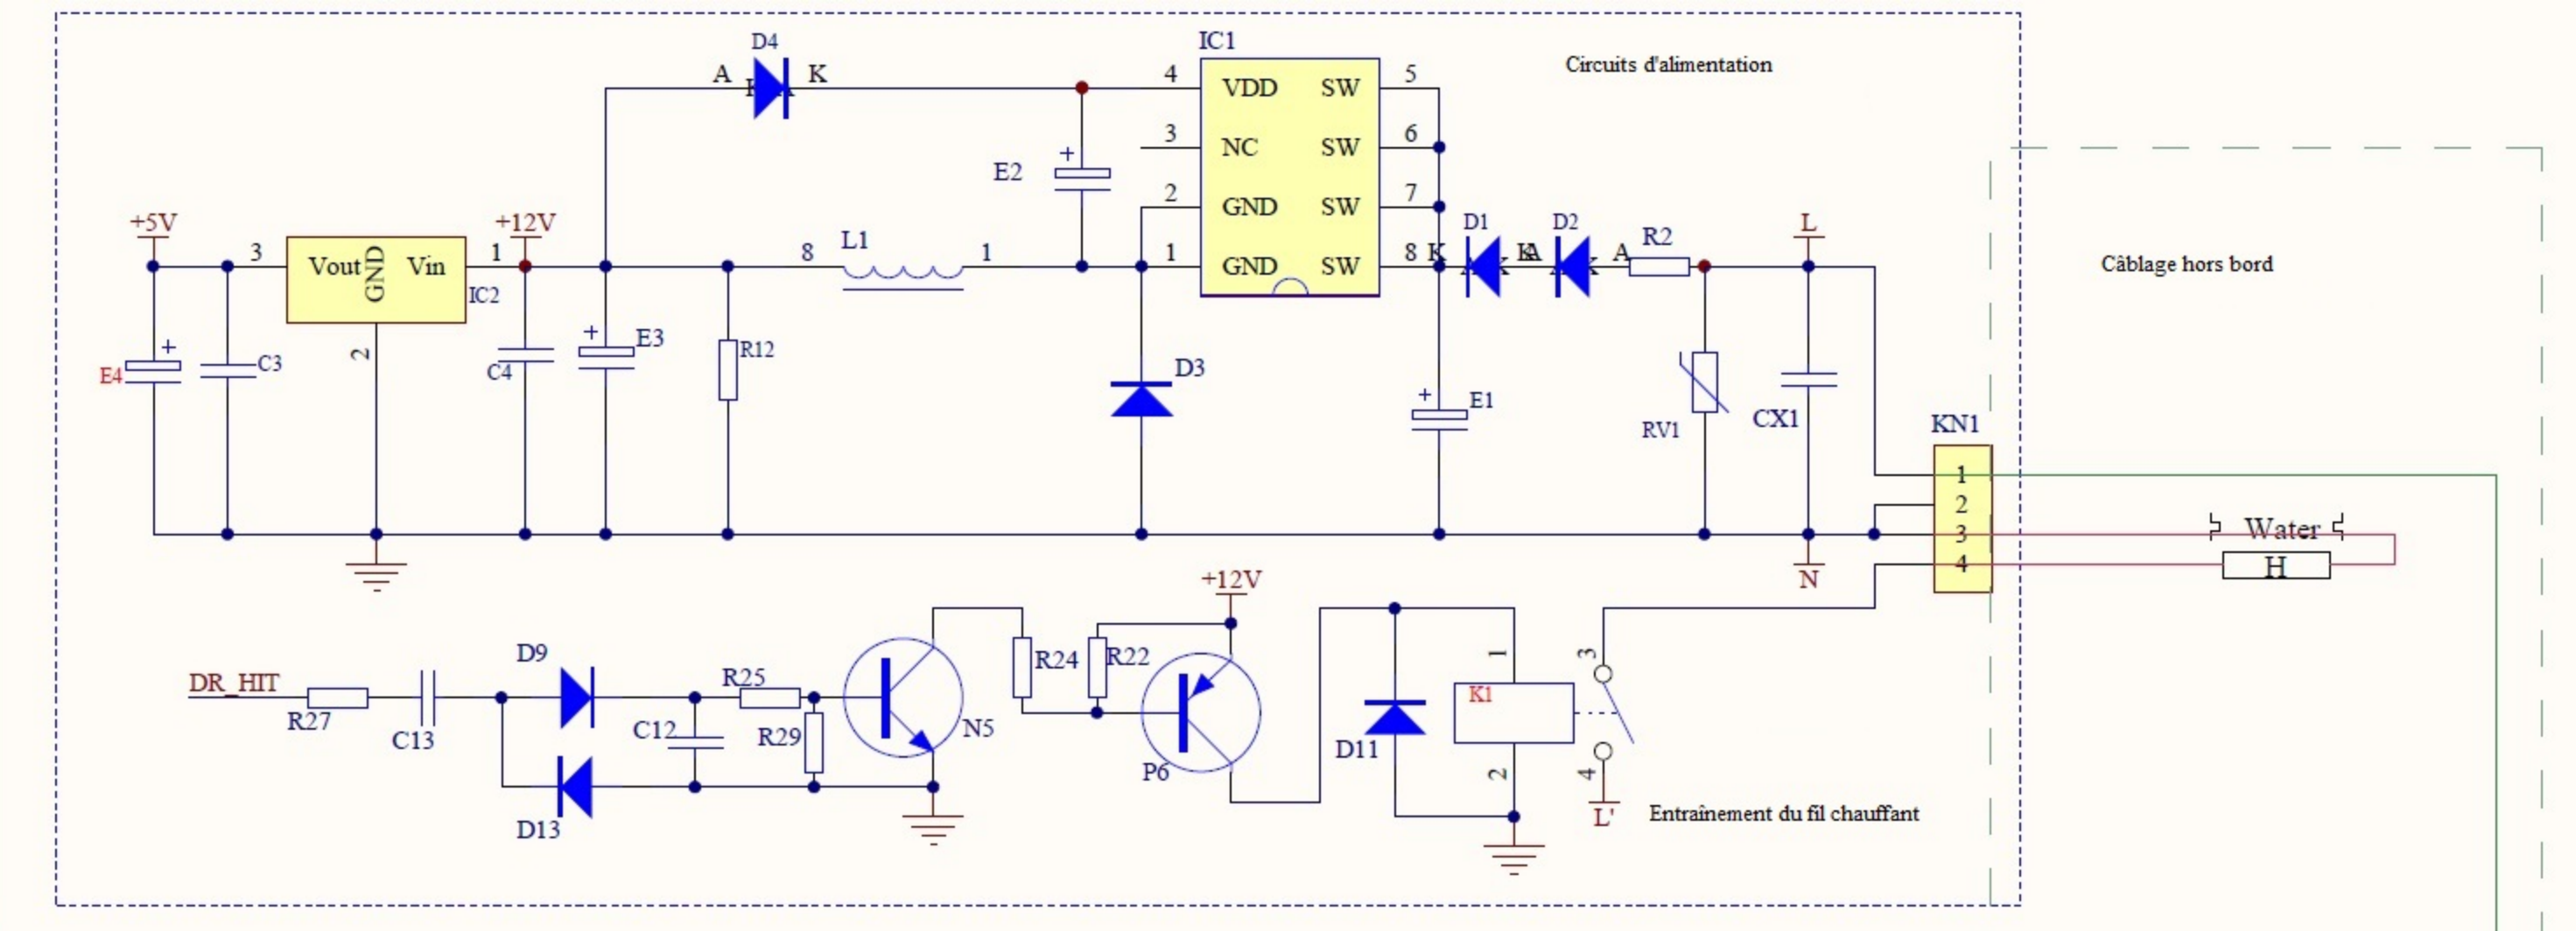 D4
IC1
Circuits d'alimentation
A
K
4
VDD
SW
5
3
NC
SW
6
+
E2
2
GND
SW
7
+5V
+12V
D1
D2
L
3
Vout
GND
Vin
1
8
L1
1
1
GND
SW
8
K
K
A
A
R2
Câblage hors bord
IC2
+
E4
C3
2
C4
+
E3
R12
D3
+
E1
RV1
CX1
KN1
1
2
3
4
Water
H
N
+12V
DR_HIT
R27
C13
D9
D13
C12
R25
R29
N5
R24
R22
P6
D11
1
K1
2
3
4
L'
Entraînement du fil chauffant